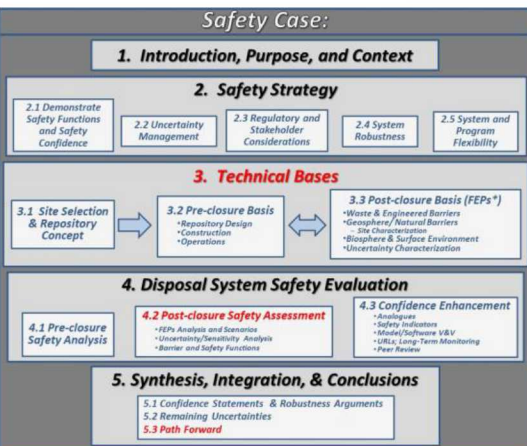 Safety Case:
1. Introduction, Purpose, and Context
2. Safety Strategy
2.1 Demonstrate
Safety Functions
and Safety
Confidence
2.2 Uncertainty
Management
2.3 Regulatory and
Stakeholder
Considerations
2.4 System
Robustness
2.5 System and
Program
Flexibility
3. Technical Bases
3.1 Site Selection
& Repository
Concept
3.2 Pre-closure Basis
•Repository Design
•Construction
•Operations
3.3 Post-closure Basis (FEPs*)
•Waste & Engineered Barriers
•Geosphere/Natural Barriers
– Site Characterization
•Biosphere & Surface Environment
•Uncertainty Characterization
4. Disposal System Safety Evaluation
4.1 Pre-closure
Safety Analysis
4.2 Post-closure Safety Assessment
•FEPs Analysis and Scenarios
•Uncertainty/Sensitivity Analysis
•Barrier and Safety Functions
4.3 Confidence Enhancement
•Analogues
•Safety Indicators
•Model/Software V&V
•URLs; Long-Term Monitoring
•Peer Review
5. Synthesis, Integration, & Conclusions
5.1 Confidence Statements & Robustness Arguments
5.2 Remaining Uncertainties
5.3 Path Forward